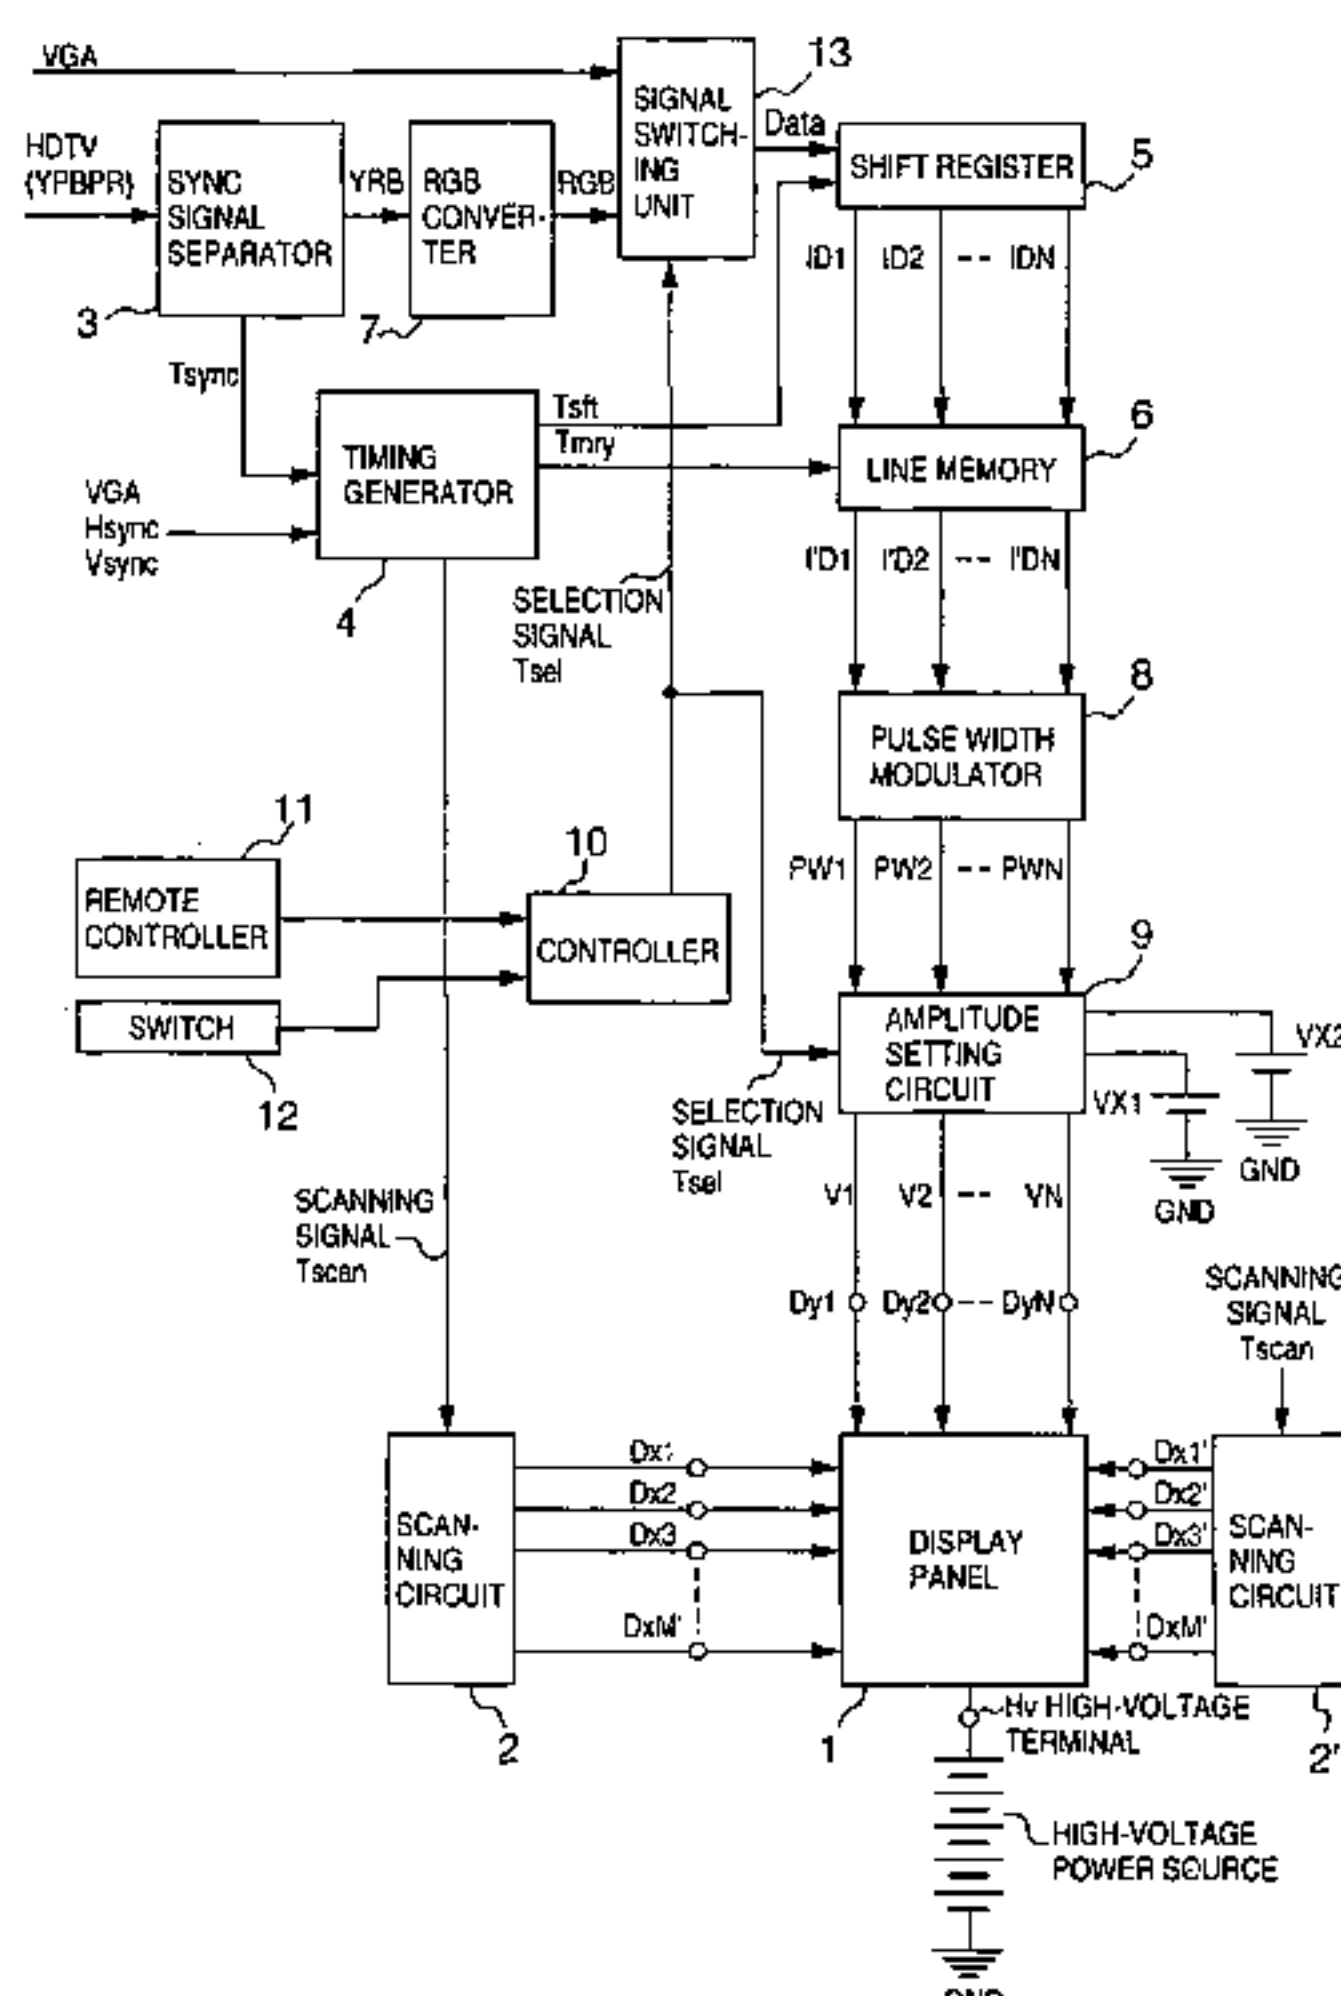 VGA
13
SIGNAL
SWITCH-
ING
UNIT
Data
HDTV
(YPBPR)
SYNC
SIGNAL
SEPARATOR
YRB
RGB
CONVER-
TER
RGB
SHIFT REGISTER
5
3
7
ID1 ID2 -- IDN
Tsync
Tsft
Tmry
TIMING
GENERATOR
LINE MEMORY
6
VGA
Hsync
Vsync
4
I'D1 I'D2 -- I'DN
SELECTION
SIGNAL
Tsel
8
PULSE WIDTH
MODULATOR
11
REMOTE
CONTROLLER
10
CONTROLLER
PW1 PW2 -- PWN
SWITCH
12
9
AMPLITUDE
SETTING
CIRCUIT
VX2
VX1
GND
GND
SELECTION
SIGNAL
Tsel
V1 V2 -- VN
SCANNING
SIGNAL
Tscan
Dy1 Dy2 -- DyN
SCANNING
SIGNAL
Tscan
SCAN-
NING
CIRCUIT
2
Dx1
Dx2
Dx3
DxM'
DISPLAY
PANEL
1
Dx1'
Dx2'
Dx3'
DxM'
SCAN-
NING
CIRCUIT
2'
Hv HIGH-VOLTAGE
TERMINAL
HIGH-VOLTAGE
POWER SOURCE